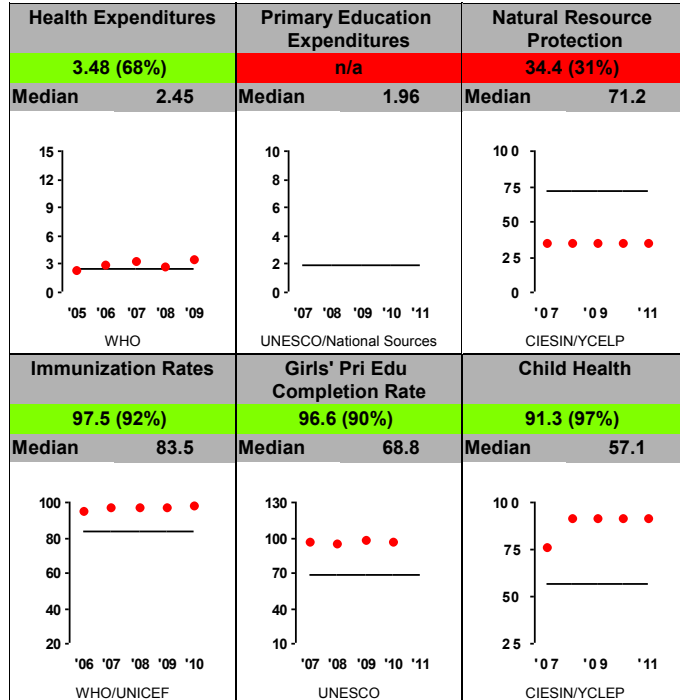 Health Expenditures
3.48 (68%)
Median 2.45
15
12
9
6
3
0
'05 '06 '07 '08 '09
WHO
Primary Education
Expenditures
n/a
Median 1.96
10
8
6
4
2
0
'07 '08 '09 '10 '11
UNESCO/National Sources
Natural Resource
Protection
34.4 (31%)
Median 71.2
10 0
75
50
25
0
'0 7 '0 9 '11
CIESIN/YCELP
Immunization Rates
97.5 (92%)
Median 83.5
100
80
60
40
20
'06 '07 '08 '09 '10
WHO/UNICEF
Girls' Pri Edu
Completion Rate
96.6 (90%)
Median 68.8
130
100
70
40
10
'07 '08 '09 '10 '11
UNESCO
Child Health
91.3 (97%)
Median 57.1
10 0
75
50
2 5
'0 7 '0 9 '11
CIESIN/YCLEP